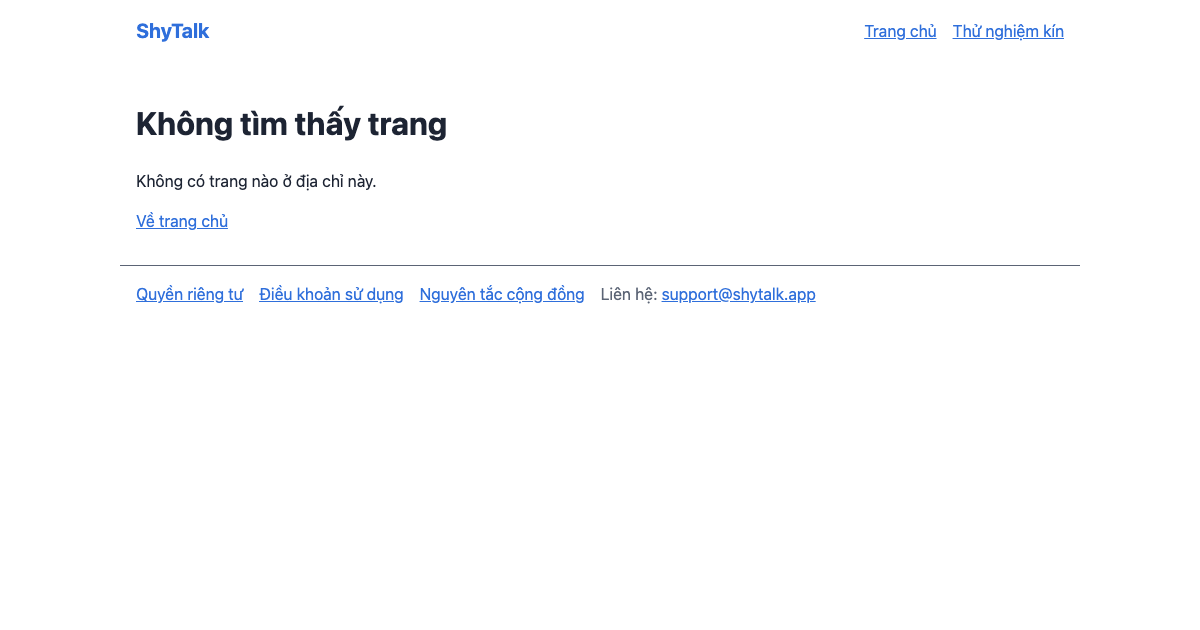 ShyTalk
Trang chủ Thử nghiệm kín
Không tìm thấy trang
Không có trang nào ở địa chỉ này.
Về trang chủ
Quyền riêng tư Điều khoản sử dụng Nguyên tắc cộng đồng Liên hệ: support@shytalk.app